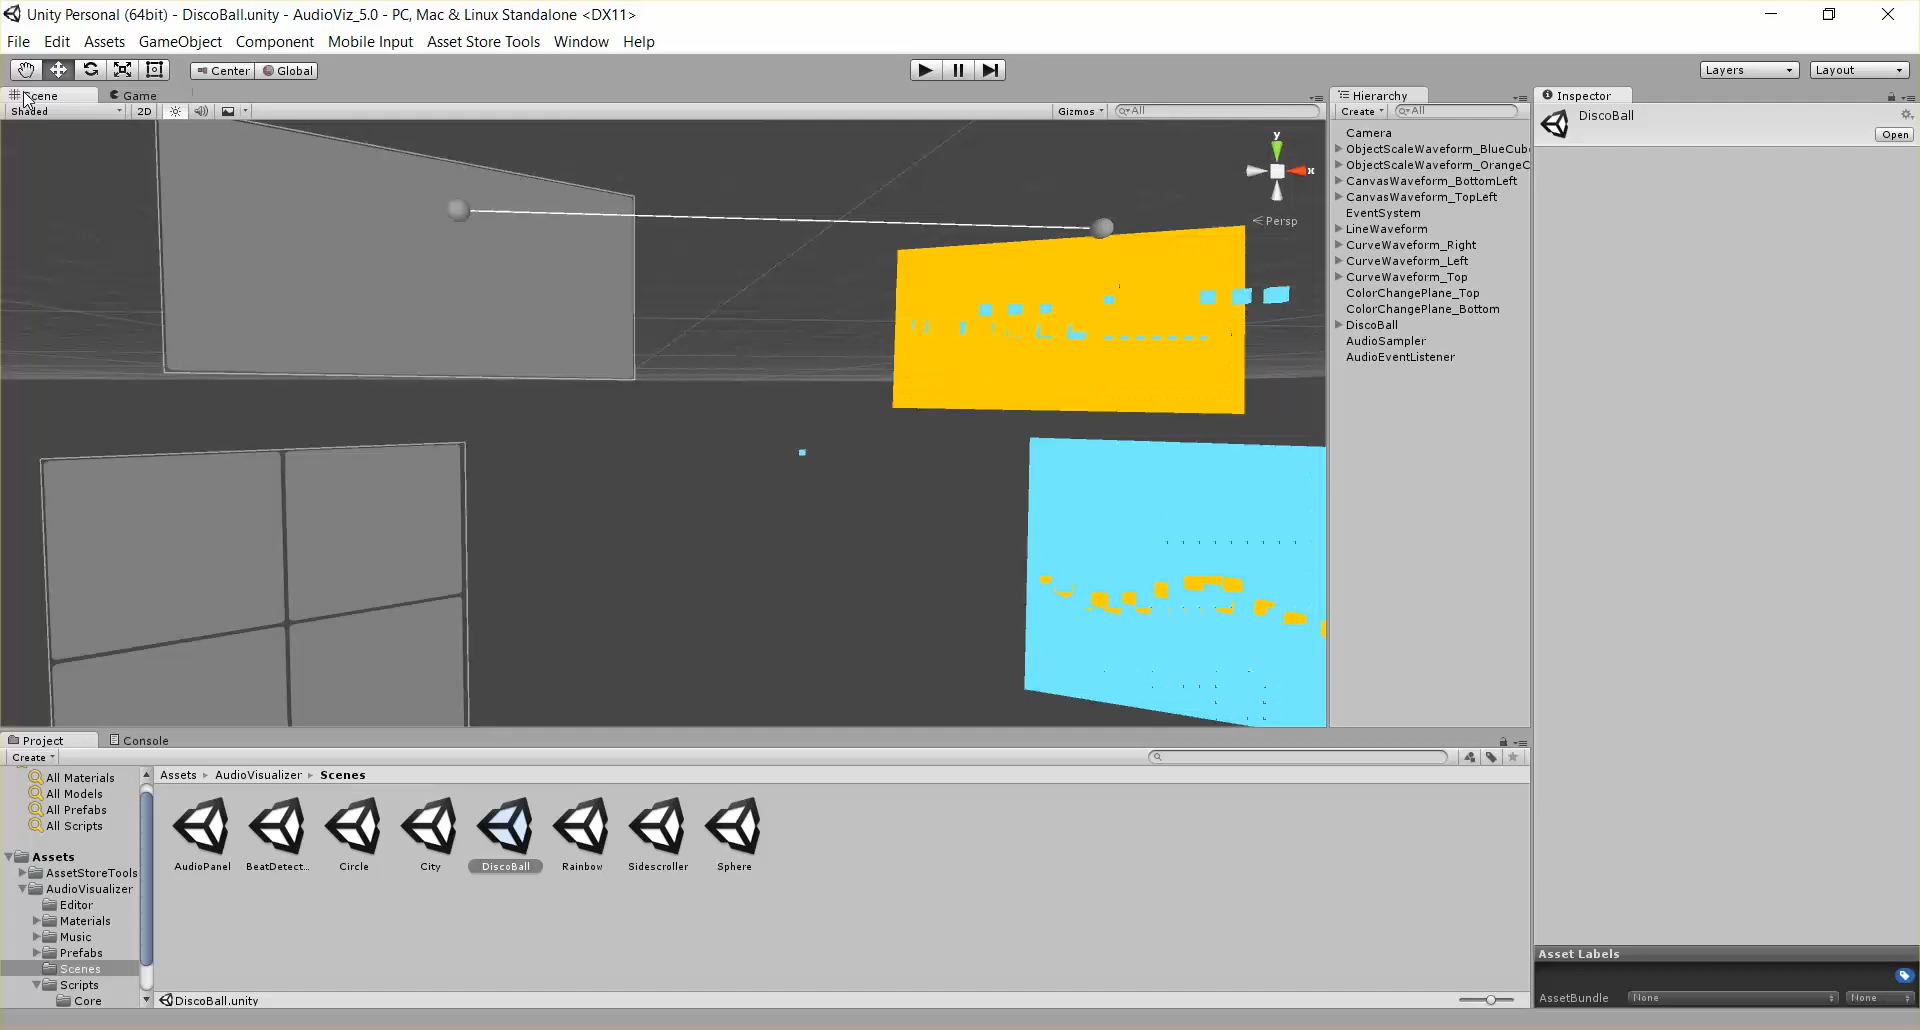 Unity Personal (64bit) - DiscoBall.unity - AudioViz_5.0 - PC, Mac & Linux Standalone <DX11>
File Edit Assets GameObject Component Mobile Input Asset Store Tools Window Help
Center Global
Layers Layout
Scene Game
Shaded 2D Gizmos All
y
x
Persp
Hierarchy
Create All
Camera
ObjectScaleWaveform_BlueCub
ObjectScaleWaveform_OrangeC
CanvasWaveform_BottomLeft
CanvasWaveform_TopLeft
EventSystem
LineWaveform
CurveWaveform_Right
CurveWaveform_Left
CurveWaveform_Top
ColorChangePlane_Top
ColorChangePlane_Bottom
DiscoBall
AudioSampler
AudioEventListener
Inspector
DiscoBall
Open
Project Console
Create
All Materials
All Models
All Prefabs
All Scripts
Assets
AssetStoreTools
AudioVisualizer
Editor
Materials
Music
Prefabs
Scenes
Scripts
Core
Assets AudioVisualizer Scenes
AudioPanel BeatDetect... Circle City DiscoBall Rainbow Sidescroller Sphere
DiscoBall.unity
Asset Labels
AssetBundle None None